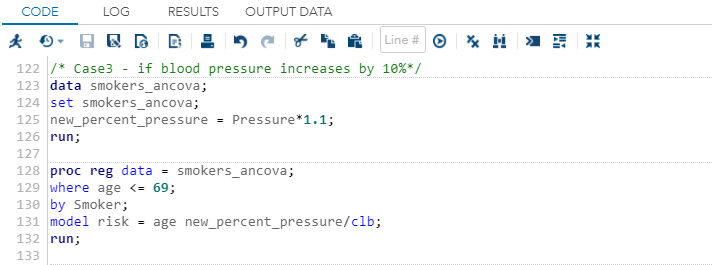 CODE LOG RESULTS OUTPUT DATA
Line #
122 /* Case3 - if blood pressure increases by 10%*/
123 data smokers_ancova;
124 set smokers_ancova;
125 new_percent_pressure = Pressure*1.1;
126 run;
127
128 proc reg data = smokers_ancova;
129 where age <= 69;
130 by Smoker;
131 model risk = age new_percent_pressure/clb;
132 run;
133